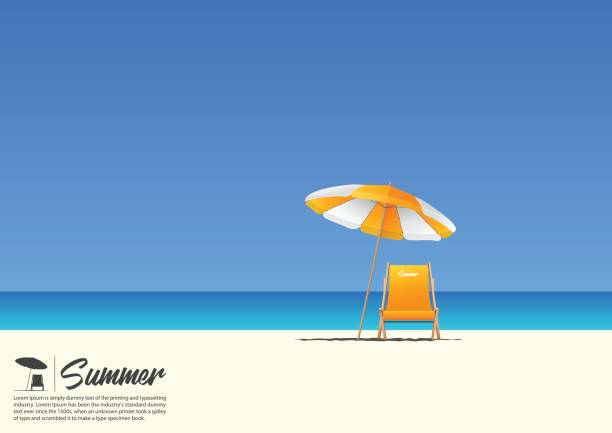 Summer
Summer
Lorem Ipsum is simply dummy text of the printing and typesetting
industry. Lorem Ipsum has been the industry's standard dummy text
ever since the 1500s, when an unknown printer took a galley
of type and scrambled it to make a type specimen book.